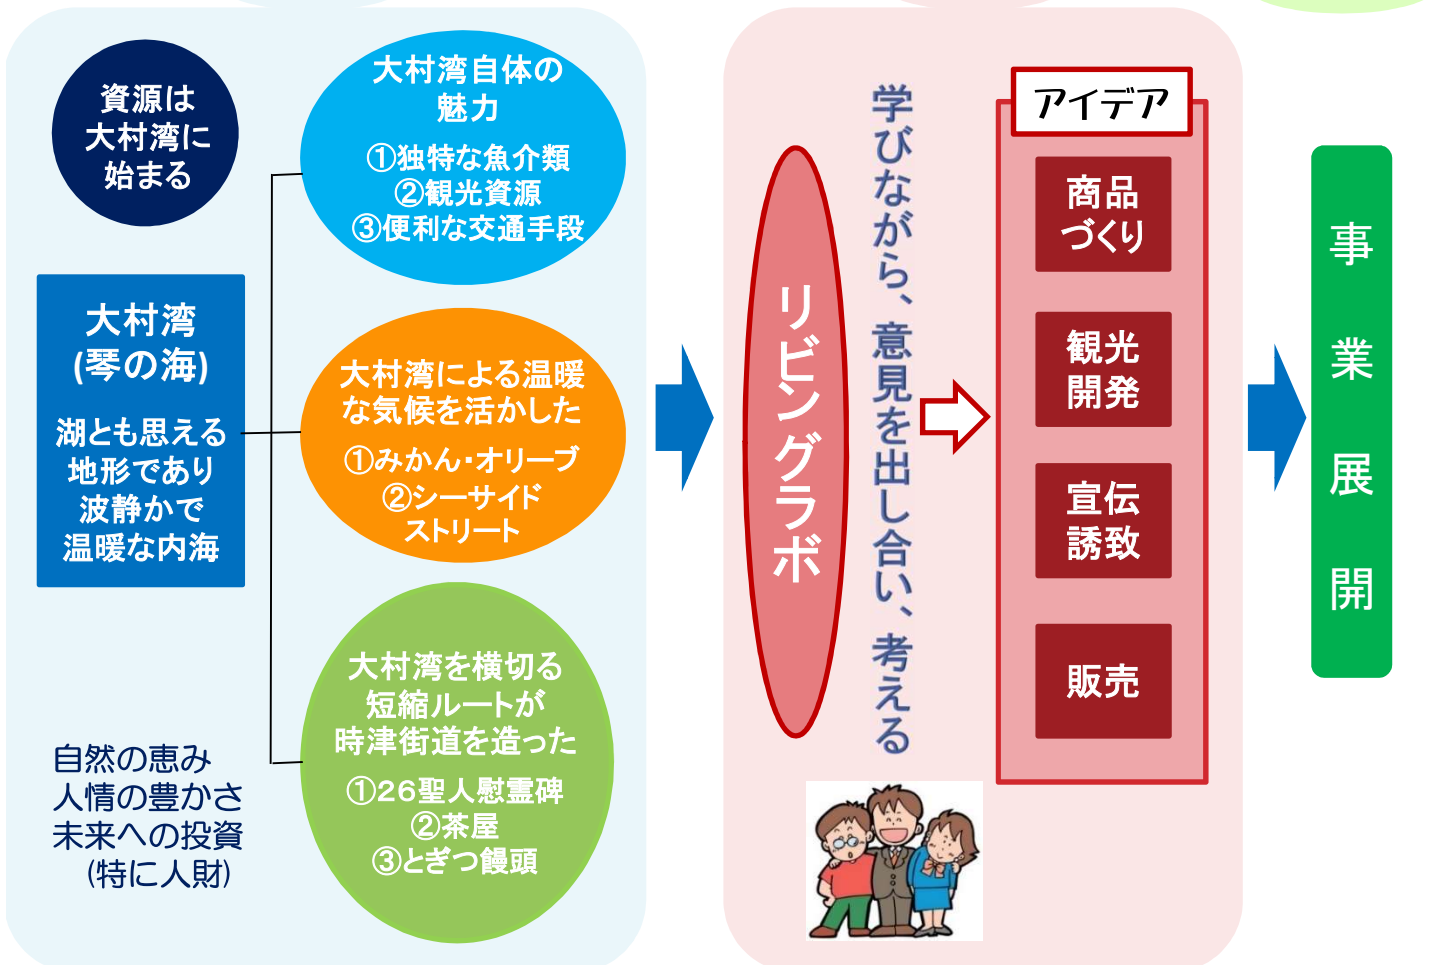 資源は
大村湾に
始まる
大村湾
(琴の海)
湖とも思える
地形であり
波静かで
温暖な内海
自然の恵み
人情の豊かさ
未来への投資
(特に人財)
大村湾自体の
魅力
①独特な魚介類
②観光資源
③便利な交通手段
大村湾による温暖
な気候を活かした
①みかん・オリーブ
②シーサイド
ストリート
大村湾を横切る
短縮ルートが
時津街道を造った
①26聖人慰霊碑
②茶屋
③とぎつ饅頭
リビングラボ
学びながら、意見を出し合い、考える
アイデア
商品
づくり
観光
開発
宣伝
誘致
販売
事業展開